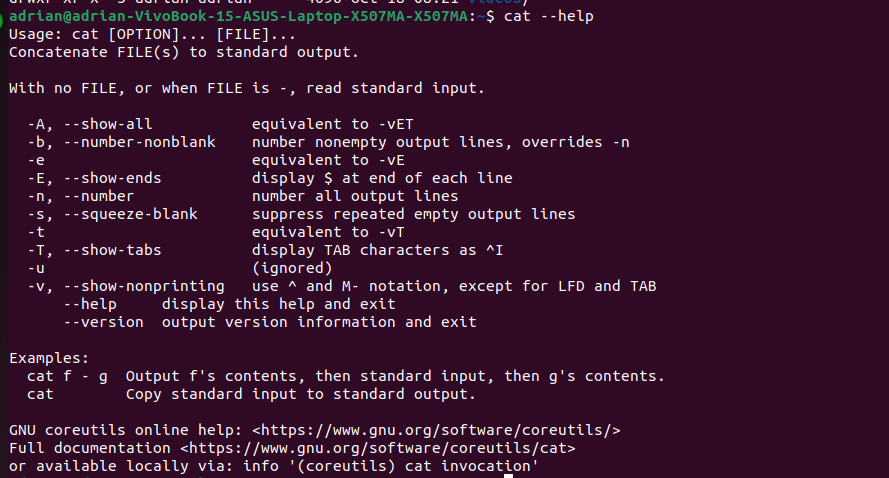 adrian@adrian-VivoBook-15-ASUS-Laptop-X507MA-X507MA:~$ cat --help
Usage: cat [OPTION]... [FILE]...
Concatenate FILE(s) to standard output.

With no FILE, or when FILE is -, read standard input.

  -A, --show-all           equivalent to -vET
  -b, --number-nonblank    number nonempty output lines, overrides -n
  -e                       equivalent to -vE
  -E, --show-ends          display $ at end of each line
  -n, --number             number all output lines
  -s, --squeeze-blank      suppress repeated empty output lines
  -t                       equivalent to -vT
  -T, --show-tabs          display TAB characters as ^I
  -u                       (ignored)
  -v, --show-nonprinting   use ^ and M- notation, except for LFD and TAB
      --help     display this help and exit
      --version  output version information and exit

Examples:
  cat f - g  Output f's contents, then standard input, then g's contents.
  cat        Copy standard input to standard output.

GNU coreutils online help: <https://www.gnu.org/software/coreutils/>
Full documentation <https://www.gnu.org/software/coreutils/cat>
or available locally via: info '(coreutils) cat invocation'